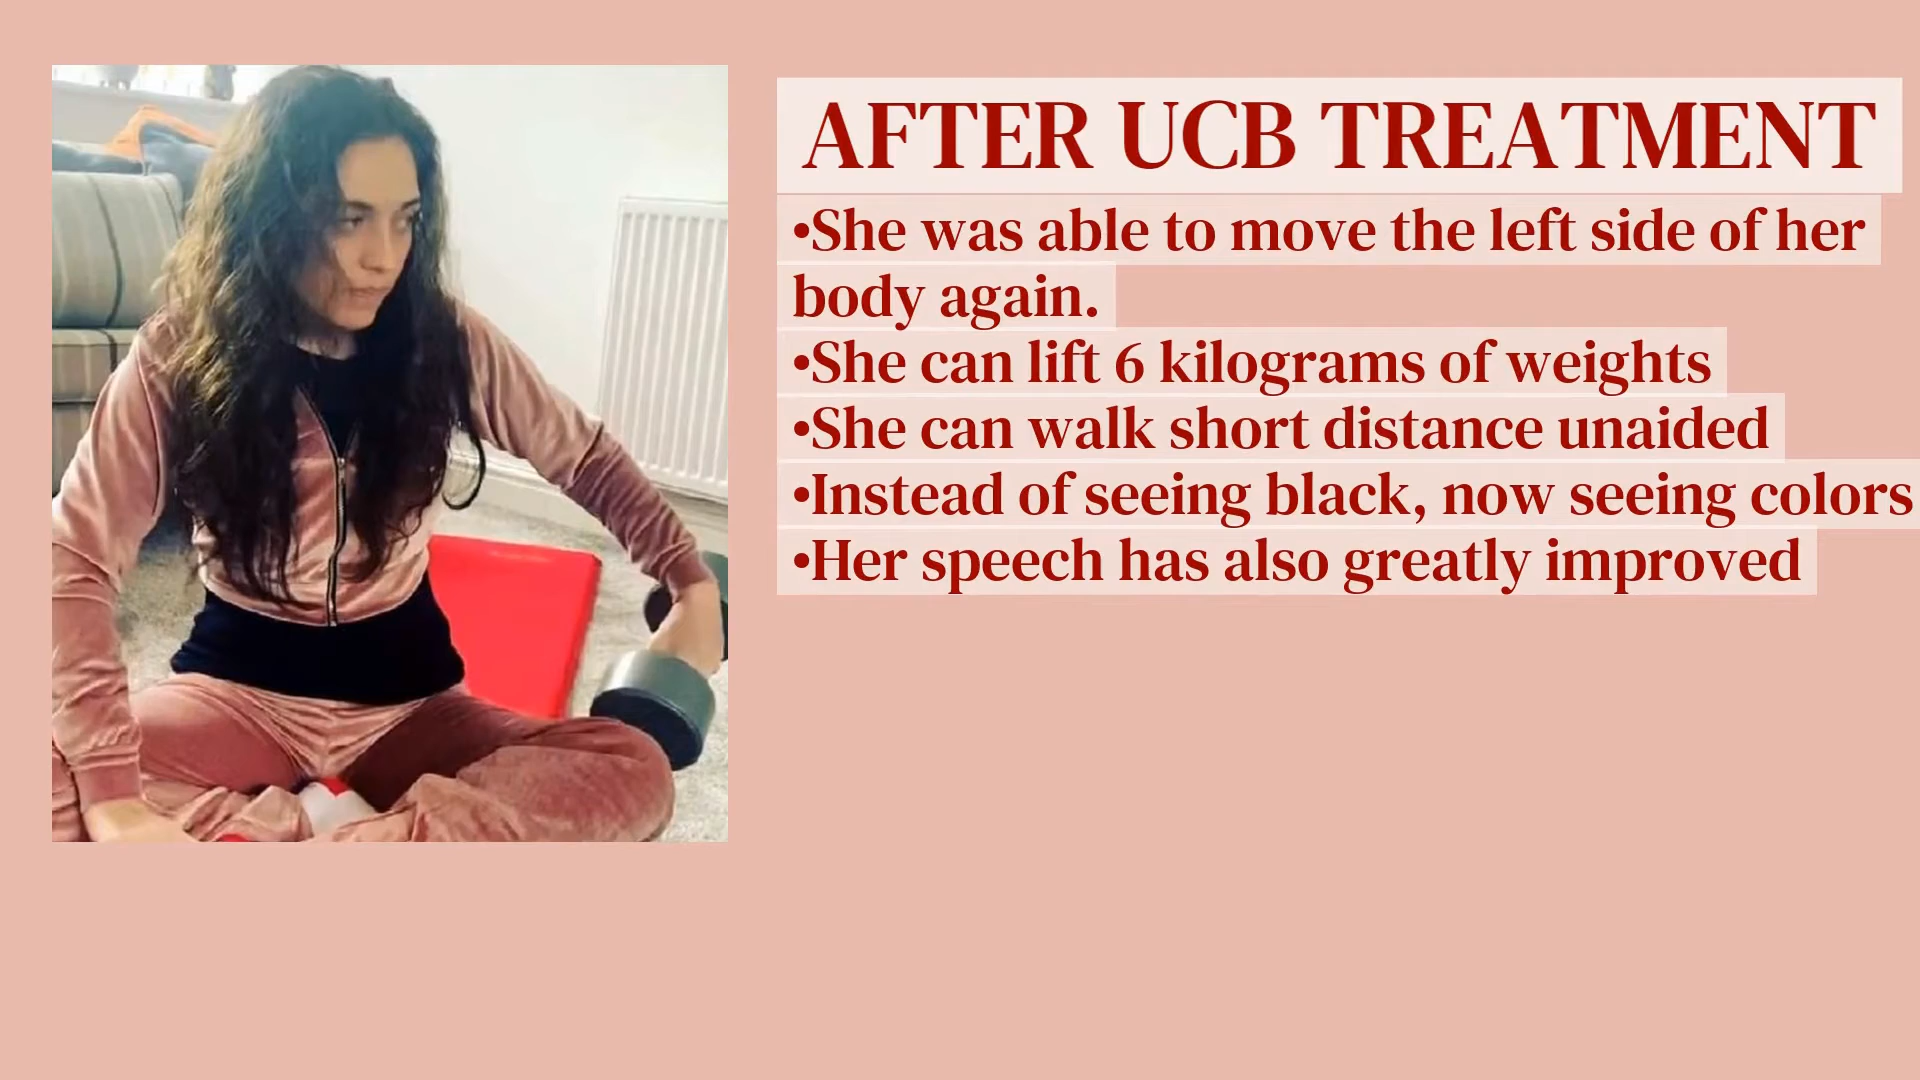 AFTER UCB TREATMENT
•She was able to move the left side of her
body again.
•She can lift 6 kilograms of weights
•She can walk short distance unaided
•Instead of seeing black, now seeing colors
•Her speech has also greatly improved